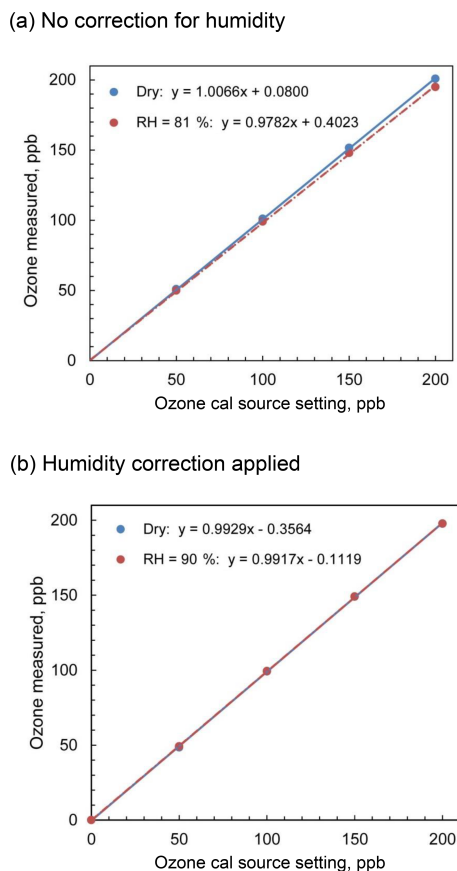 (a) No correction for humidity
200
150
100
50
0
Ozone measured, ppb
Dry: y = 1.0066x + 0.0800
RH = 81 %: y = 0.9782x + 0.4023
0 50 100 150 200
Ozone cal source setting, ppb
(b) Humidity correction applied
200
150
100
50
0
Ozone measured, ppb
Dry: y = 0.9929x - 0.3564
RH = 90 %: y = 0.9917x - 0.1119
0 50 100 150 200
Ozone cal source setting, ppb